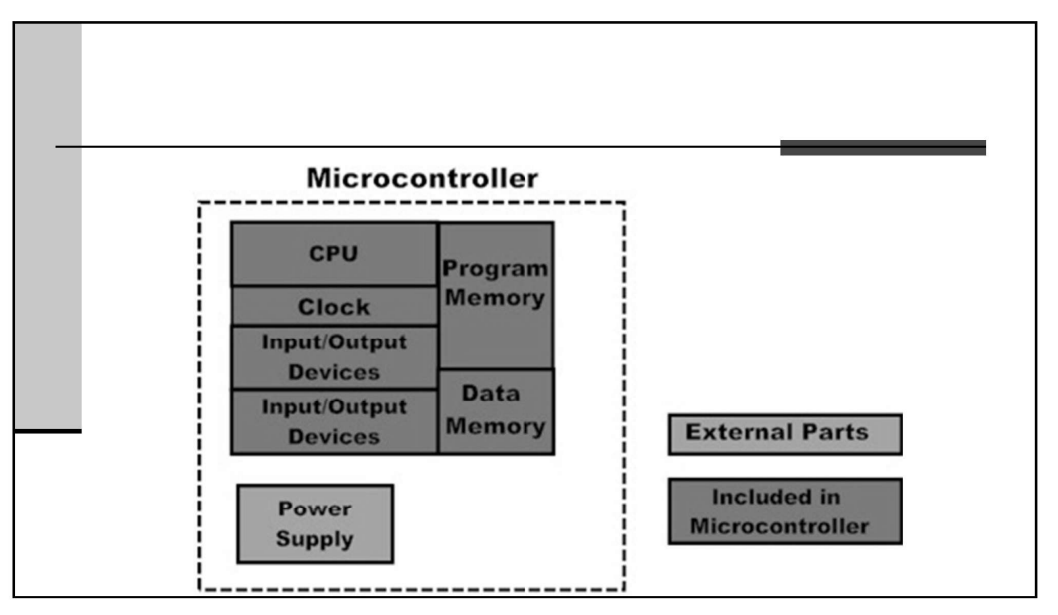 Microcontroller
CPU
Clock
Input/Output
Devices
Input/Output
Devices
Program
Memory
Data
Memory
Power
Supply
External Parts
Included in
Microcontroller